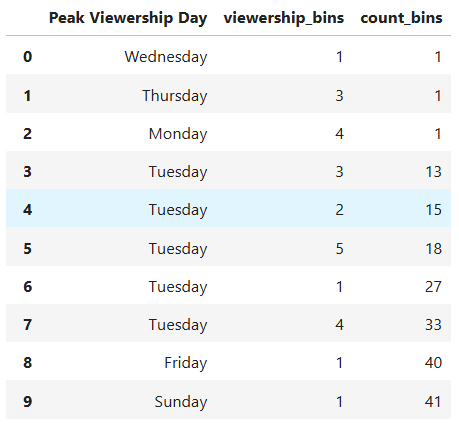 Peak Viewership Day viewership_bins count_bins
0 Wednesday 1 1
1 Thursday 3 1
2 Monday 4 1
3 Tuesday 3 13
4 Tuesday 2 15
5 Tuesday 5 18
6 Tuesday 1 27
7 Tuesday 4 33
8 Friday 1 40
9 Sunday 1 41